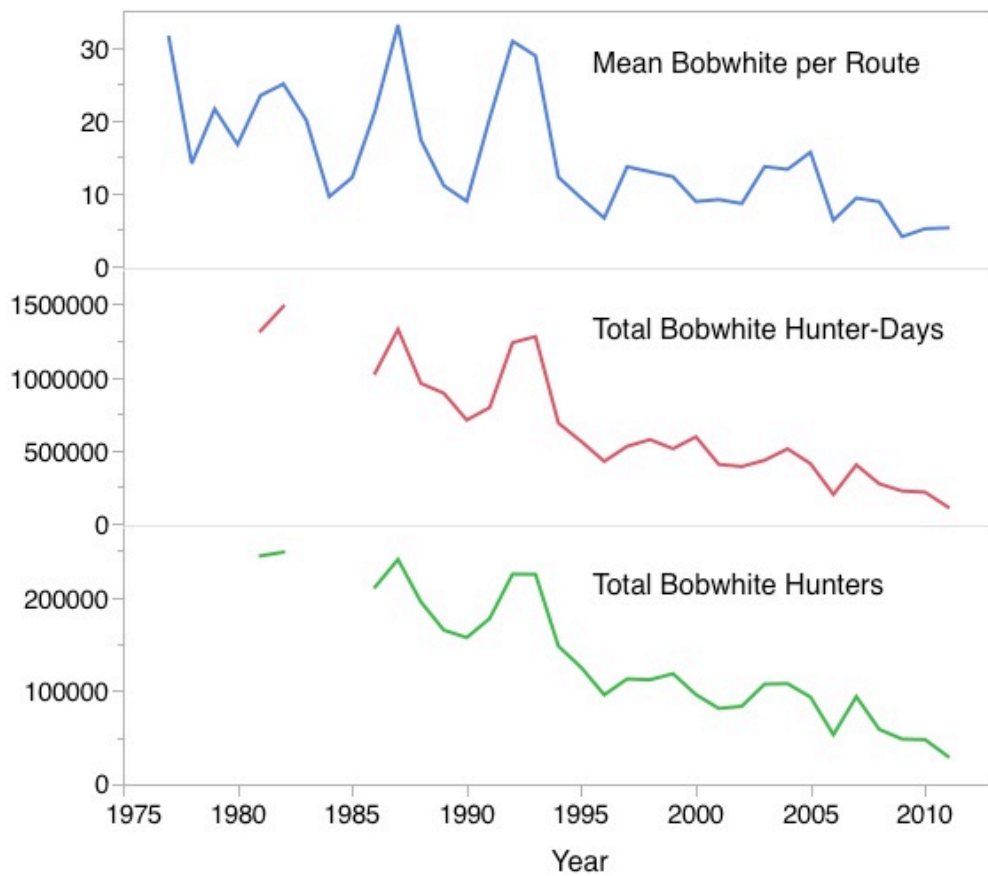 30
Mean Bobwhite per Route
20
10
0
1500000
Total Bobwhite Hunter-Days
1000000
500000
0
200000
Total Bobwhite Hunters
100000
0
1975 1980 1985 1990 1995 2000 2005 2010
Year